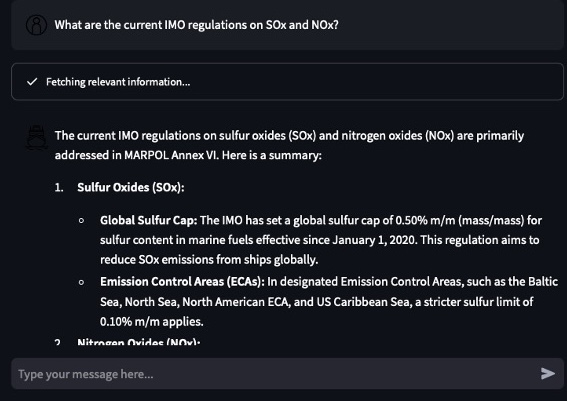 What are the current IMO regulations on SOx and NOx?
Fetching relevant information...
The current IMO regulations on sulfur oxides (SOx) and nitrogen oxides (NOx) are primarily
addressed in MARPOL Annex VI. Here is a summary:
1. Sulfur Oxides (SOx):
Global Sulfur Cap: The IMO has set a global sulfur cap of 0.50% m/m (mass/mass) for
sulfur content in marine fuels effective since January 1, 2020. This regulation aims to
reduce SOx emissions from ships globally.
Emission Control Areas (ECAs): In designated Emission Control Areas, such as the Baltic
Sea, North Sea, North American ECA, and US Caribbean Sea, a stricter sulfur limit of
0.10% m/m applies.
2. Nitrogen Oxides (NOx):
Type your message here...